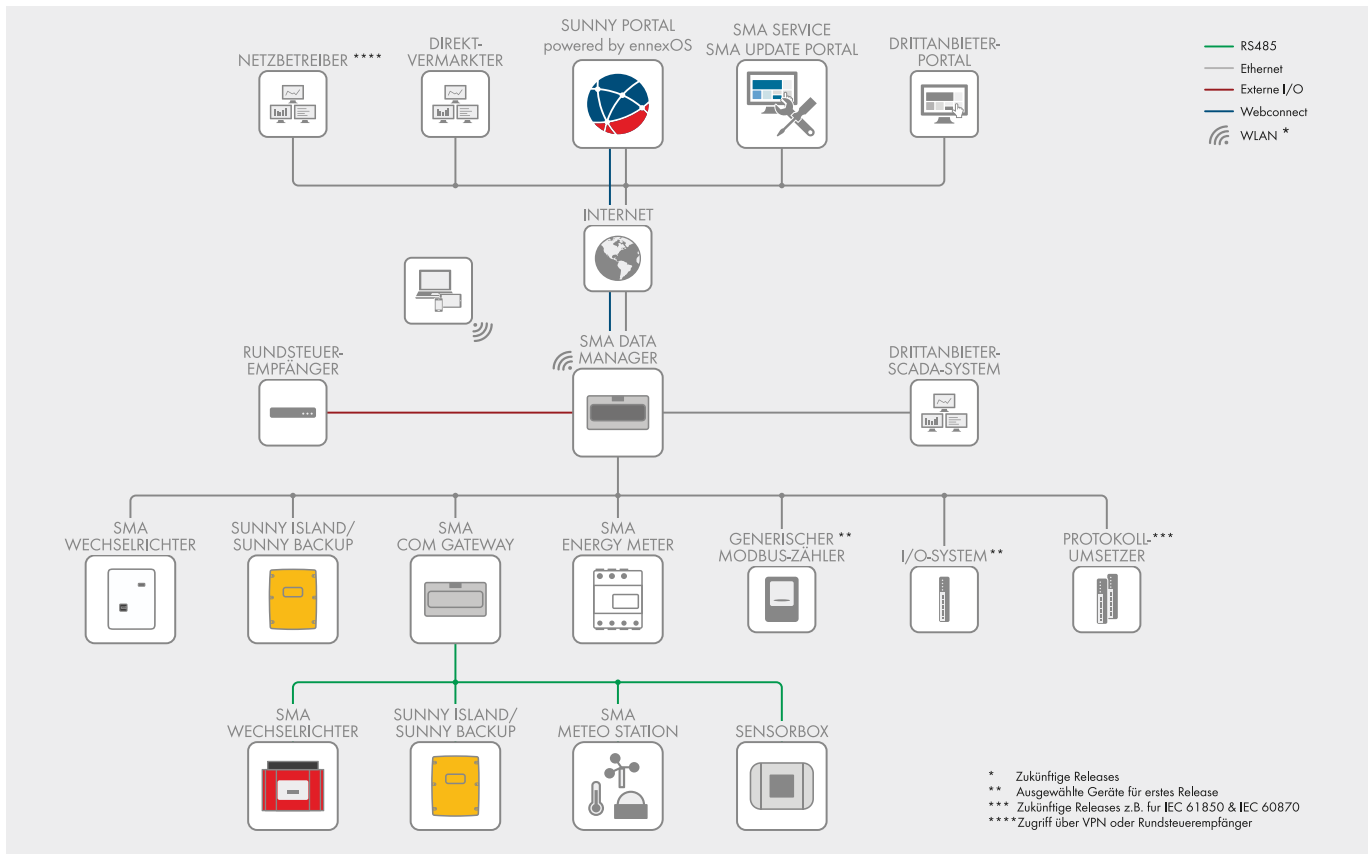 NETZBETREIBER ****
DIREKT-
VERMARKTER
SUNNY PORTAL
powered by ennexOS
SMA SERVICE
SMA UPDATE PORTAL
DRITTANBIETER-
PORTAL
RS485
Ethernet
Externe I/O
Webconnect
WLAN *
INTERNET
RUNDSTEUER-
EMPFÄNGER
SMA DATA
MANAGER
DRITTANBIETER-
SCADA-SYSTEM
SMA
WECHSELRICHTER
SUNNY ISLAND/
SUNNY BACKUP
SMA
COM GATEWAY
SMA
ENERGY METER
GENERISCHER **
MODBUS-ZÄHLER
I/O-SYSTEM **
PROTOKOLL-***
UMSETZER
SMA
WECHSELRICHTER
SUNNY ISLAND/
SUNNY BACKUP
SMA
METEO STATION
SENSORBOX
* Zukünftige Releases
** Ausgewählte Geräte für erstes Release
*** Zukünftige Releases z.B. fur IEC 61850 & IEC 60870
****Zugriff über VPN oder Rundsteuerempfänger